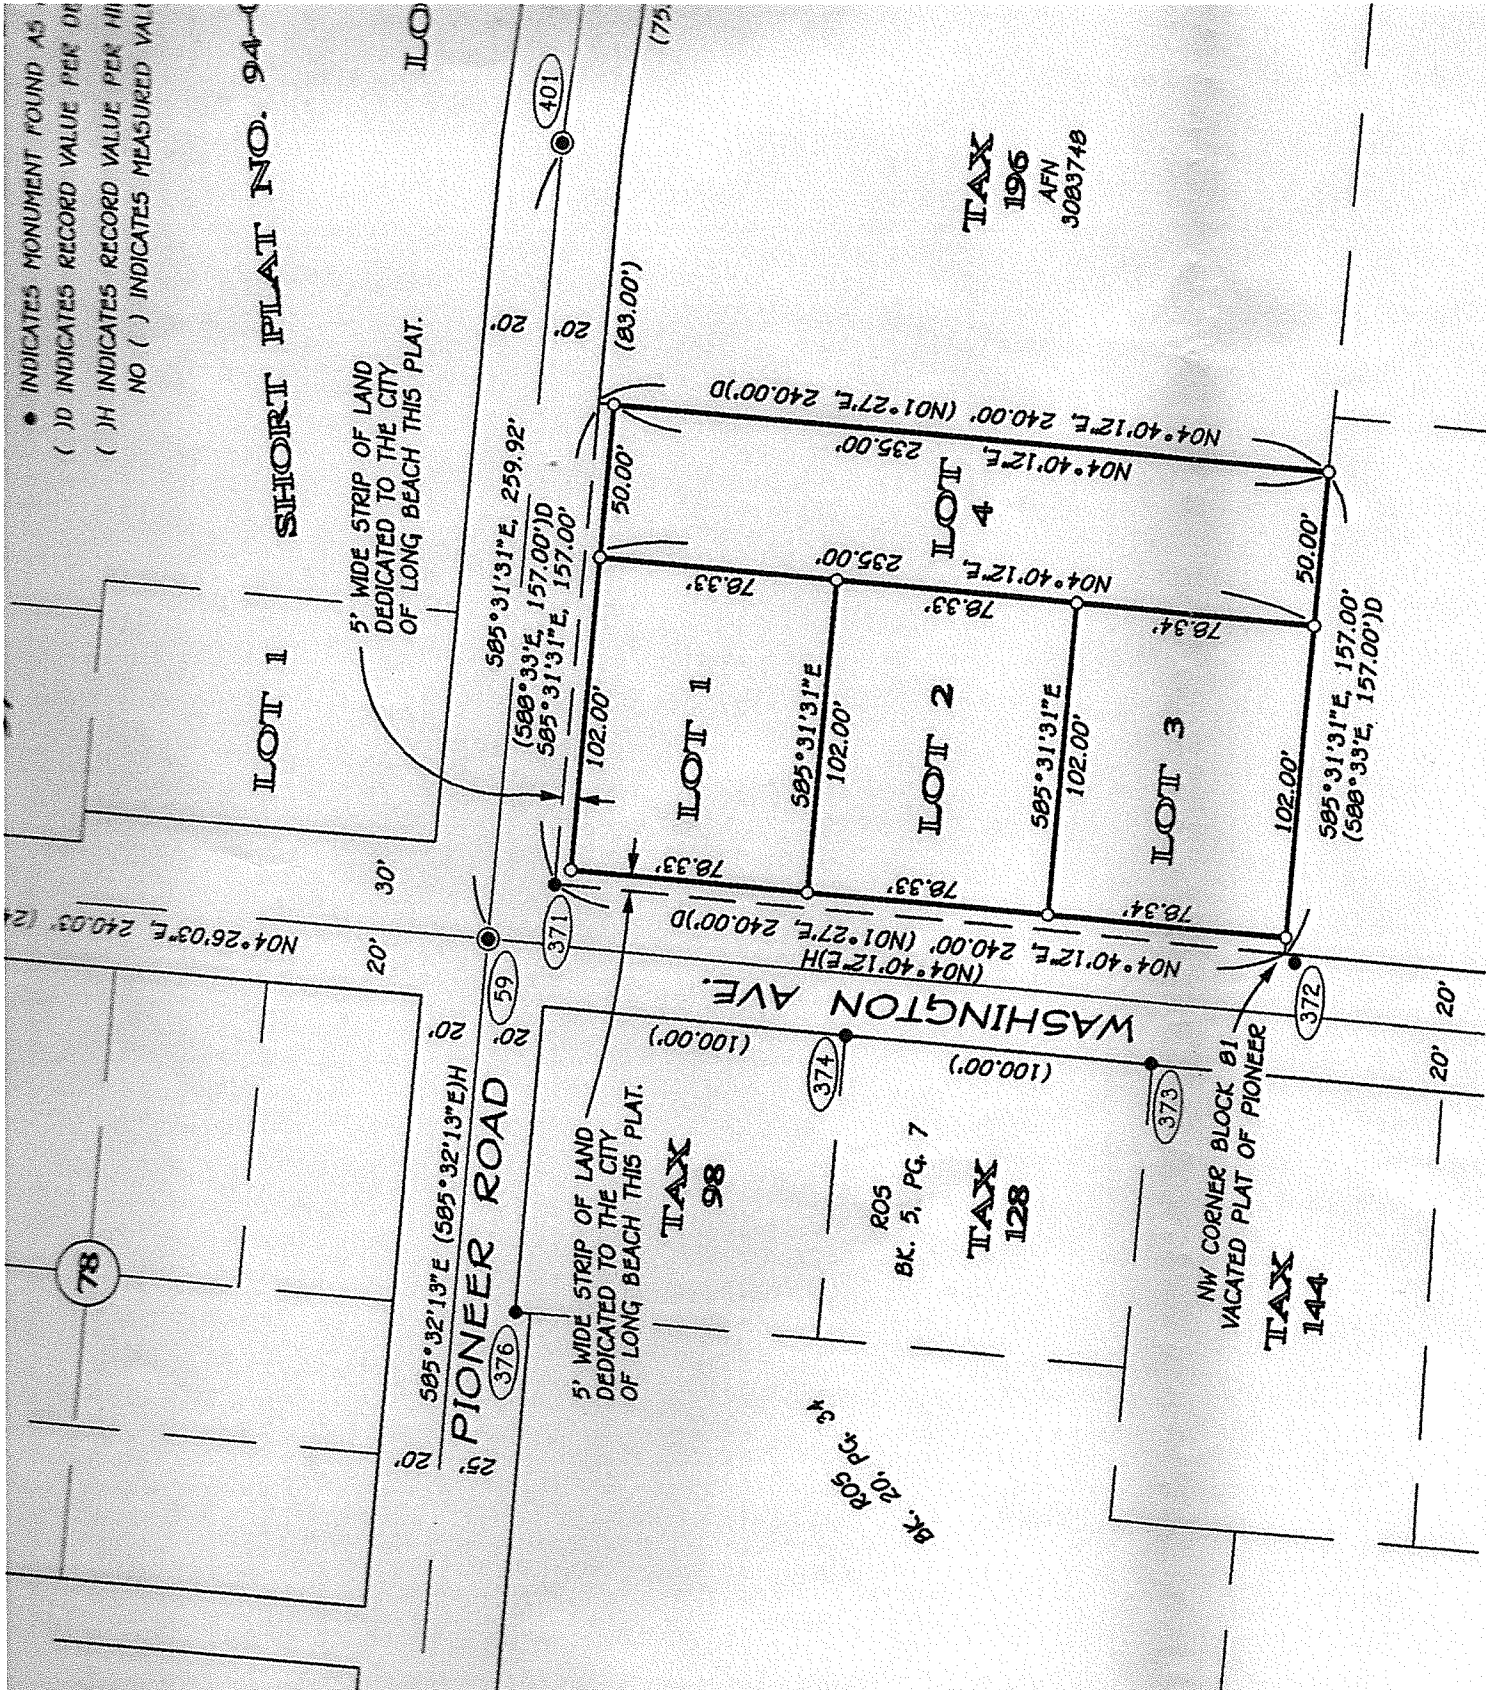 ● INDICATES MONUMENT FOUND AS
( )D INDICATES RECORD VALUE PER
( )H INDICATES RECORD VALUE PER
NO ( ) INDICATES MEASURED
SHORT PLAT NO. 94-
LOT 1
5' WIDE STRIP OF LAND
DEDICATED TO THE CITY
OF LONG BEACH THIS PLAT.
401
20'
20'
(83.00')
S85°31'31"E, 259.92'
(S88°33'E, 157.00')D
S85°31'31"E, 157.00'
TAX
196
AFN
3083748
N04°26'03"E, 240.03'
30'
20'
59
371
102.00'
50.00'
LOT 1
78.33'
78.33'
S85°31'31"E
102.00'
LOT 2
78.33'
78.33'
S85°31'31"E
102.00'
LOT 3
78.34'
78.34'
102.00'
50.00'
S85°31'31"E, 157.00'
(S88°33'E, 157.00')D
LOT
4
N04°40'12"E,
235.00'
N04°40'12"E,
235.00'
N04°40'12"E, 240.00' (N01°27'E, 240.00')D
N04°40'12"E, 240.00' (N01°27'E, 240.00')D
(N04°40'12"E)H
WASHINGTON AVE.
372
20'
20'
20'
20'
(100.00')
374
(100.00')
373
S85°32'13"E (S85°32'13"E)H
PIONEER ROAD
376
20'
25'
78
5' WIDE STRIP OF LAND
DEDICATED TO THE CITY
OF LONG BEACH THIS PLAT.
TAX
98
ROS
BK. 5, PG. 7
TAX
128
NW CORNER BLOCK 81
VACATED PLAT OF PIONEER
TAX
144
ROS
BK. 20, PG. 34